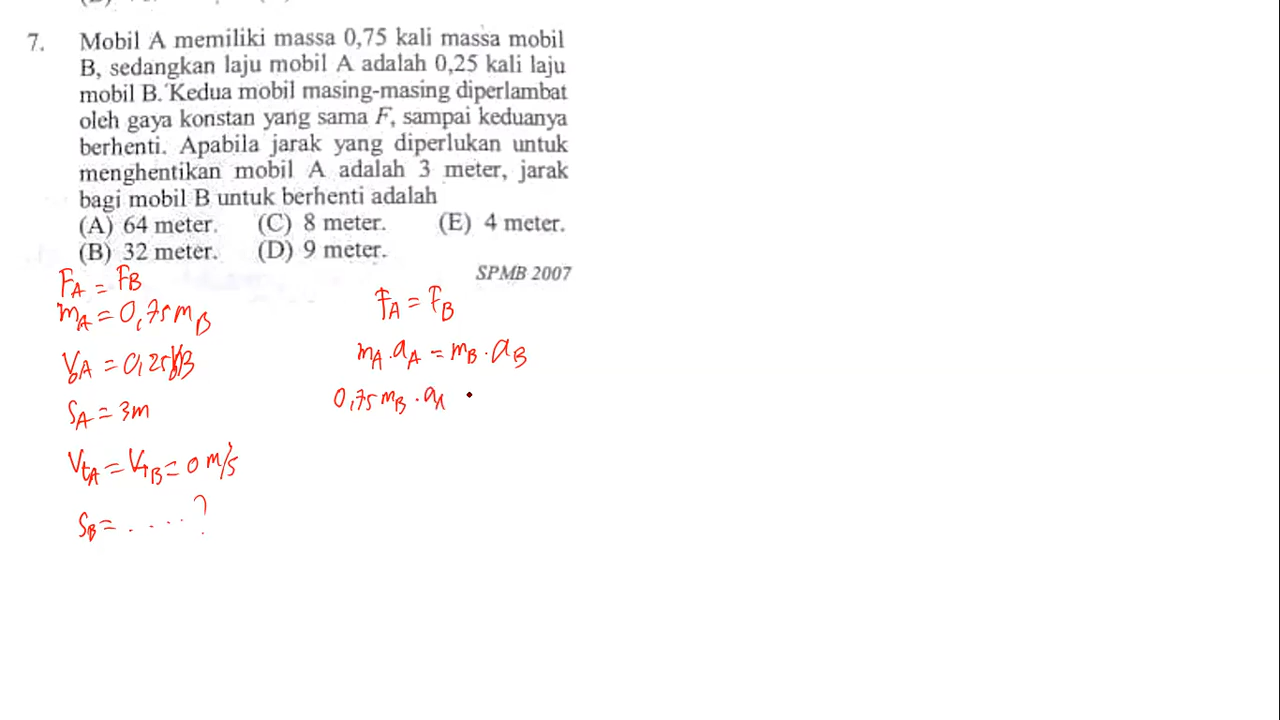 7. Mobil A memiliki massa 0,75 kali massa mobil
B, sedangkan laju mobil A adalah 0,25 kali laju
mobil B. Kedua mobil masing-masing diperlambat
oleh gaya konstan yang sama F, sampai keduanya
berhenti. Apabila jarak yang diperlukan untuk
menghentikan mobil A adalah 3 meter, jarak
bagi mobil B untuk berhenti adalah
(A) 64 meter. (C) 8 meter. (E) 4 meter.
(B) 32 meter. (D) 9 meter.
SPMB 2007
FA = FB
mA = 0,75 mB
V0A = 0,25 V0B
SA = 3m
VtA = VtB = 0 m/s
SB = . . . . . ?
FA = FB
mA . aA = mB . aB
0,75 mB . aA